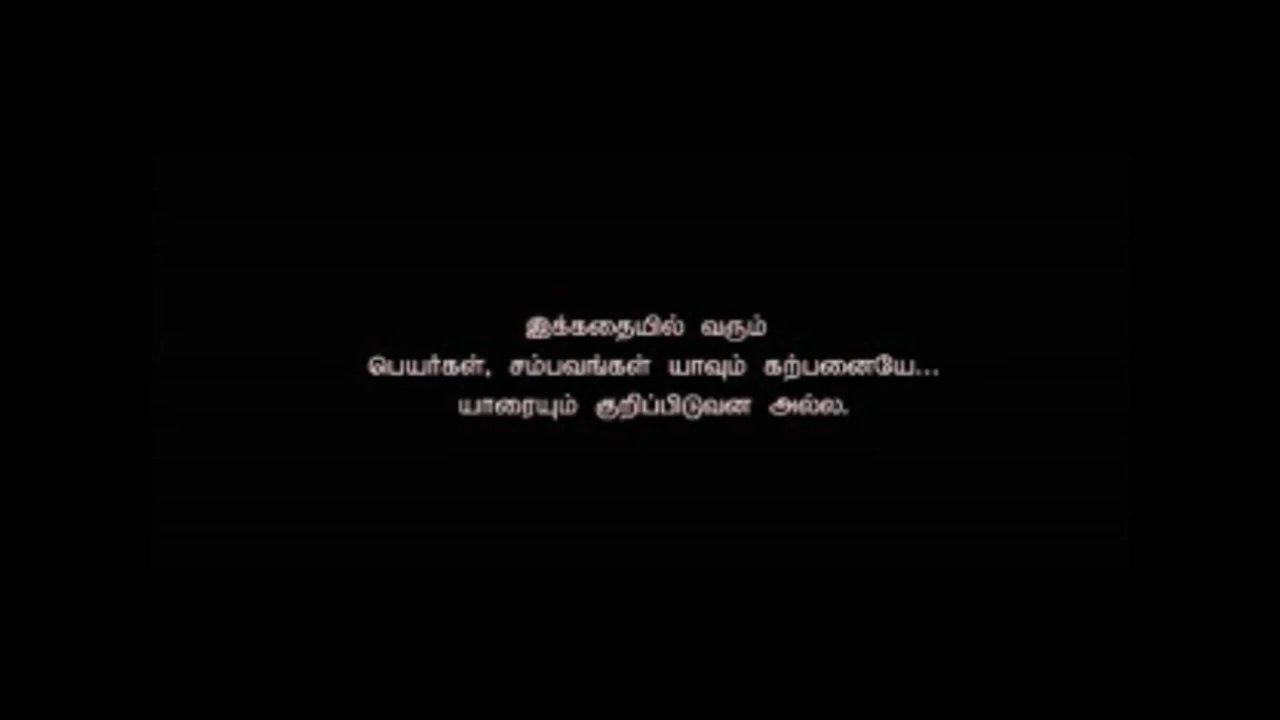 இக்கதையில் வரும்
பெயர்கள், சம்பவங்கள் யாவும் கற்பனையே...
யாரையும் குறிப்பிடுவன அல்ல.